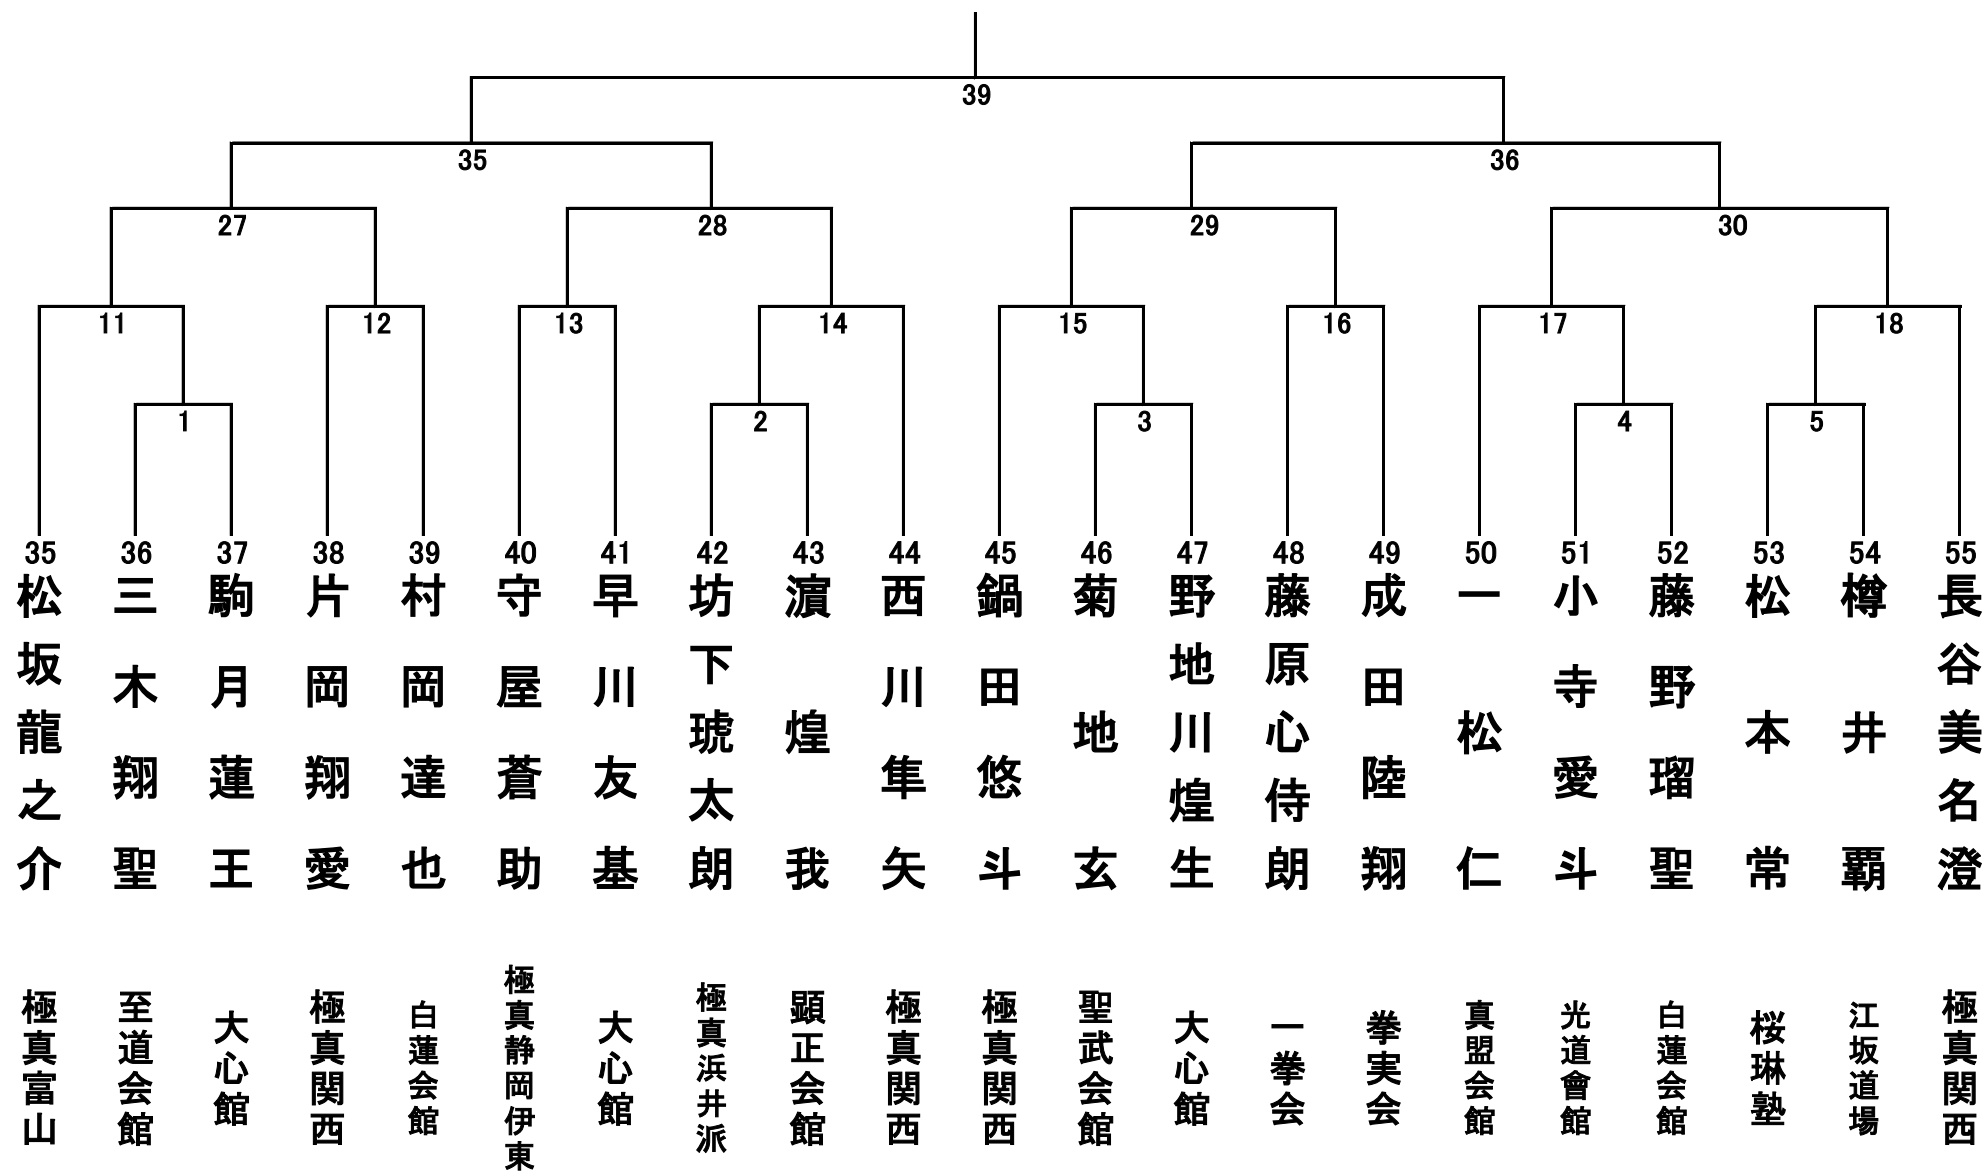 39
35
36
27
28
29
30
11
12
13
14
15
16
17
18
1
2
3
4
5
35
松坂龍之介
極真富山
36
三木翔聖
至道会館
37
駒月蓮王
大心館
38
片岡翔愛
極真関西
39
村岡達也
白蓮会館
40
守屋蒼助
極真静岡伊東
41
早川友基
大心館
42
坊下琥太朗
極真浜井派
43
濵煌我
顕正会館
44
西川隼矢
極真関西
45
鍋田悠斗
極真関西
46
菊地玄
聖武会館
47
野地川煌生
大心館
48
藤原心侍朗
一拳会
49
成田陸翔
拳実会
50
一松仁
真盟会館
51
小寺愛斗
光道會館
52
藤野瑠聖
白蓮会館
53
松本常
桜琳塾
54
樽井覇
江坂道場
55
長谷美名澄
極真関西